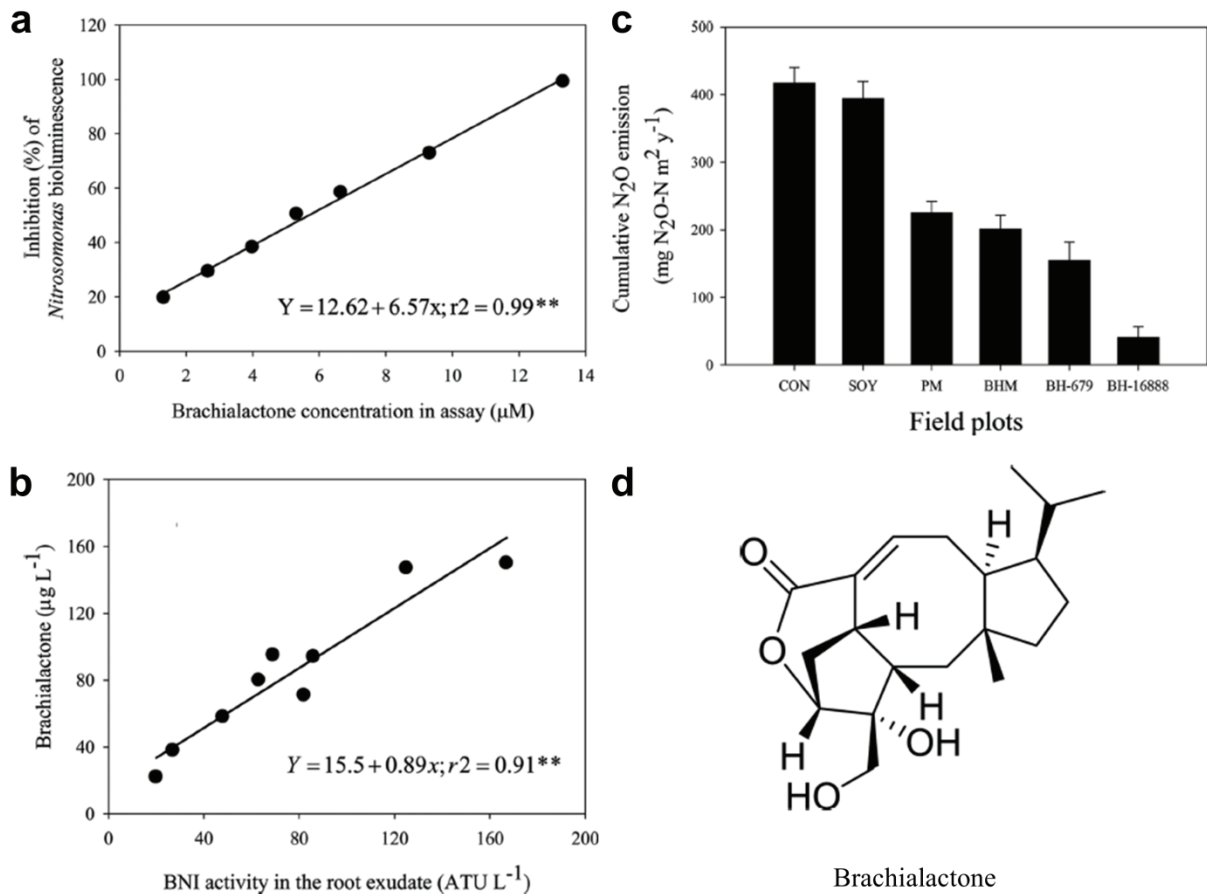 a
120
100
80
60
40
20
0
Inhibition (%) of
Nitrosomonas bioluminescence
Y = 12.62 + 6.57x; r2 = 0.99**
0 2 4 6 8 10 12 14
Brachialactone concentration in assay (μM)
b
200
160
120
80
40
0
Brachialactone (μg L⁻¹)
Y = 15.5 + 0.89x; r2 = 0.91**
0 40 80 120 160 200
BNI activity in the root exudate (ATU L⁻¹)
c
500
400
300
200
100
0
Cumulative N₂O emission
(mg N₂O-N m² y⁻¹)
CON SOY PM BHM BH-679 BH-16888
Field plots
d
H
O
H
O
H
H
OH
HO
Brachialactone